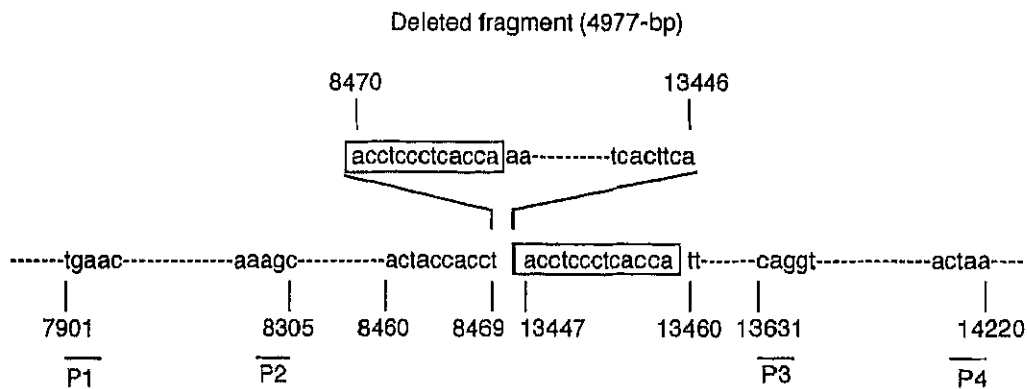 Deleted fragment (4977-bp)
8470 13446
acctccctcacca aa----------tcacttca
------tgaac------------aaagc----------actaccacct acctccctcacca tt------caggt-------------actaa----
7901 8305 8460 8469 13447 13460 13631 14220
P1 P2 P3 P4